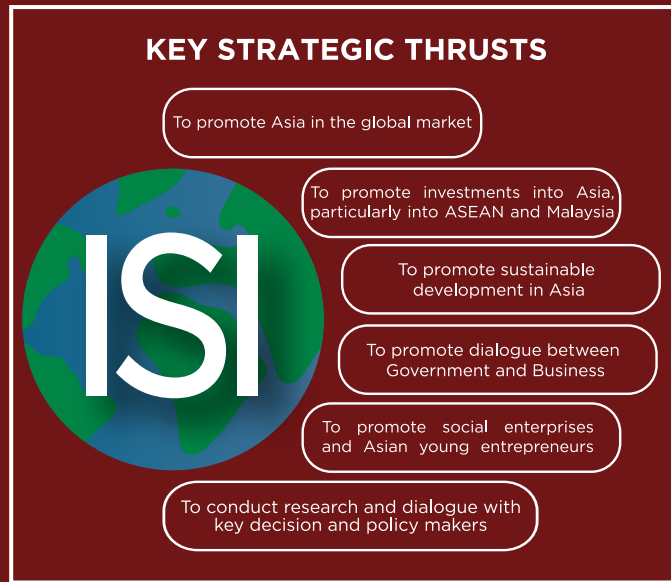 KEY STRATEGIC THRUSTS
To promote Asia in the global market
To promote investments into Asia,
particularly into ASEAN and Malaysia
To promote sustainable
development in Asia
ISI
To promote dialogue between
Government and Business
To promote social enterprises
and Asian young entrepreneurs
To conduct research and dialogue with
key decision and policy makers